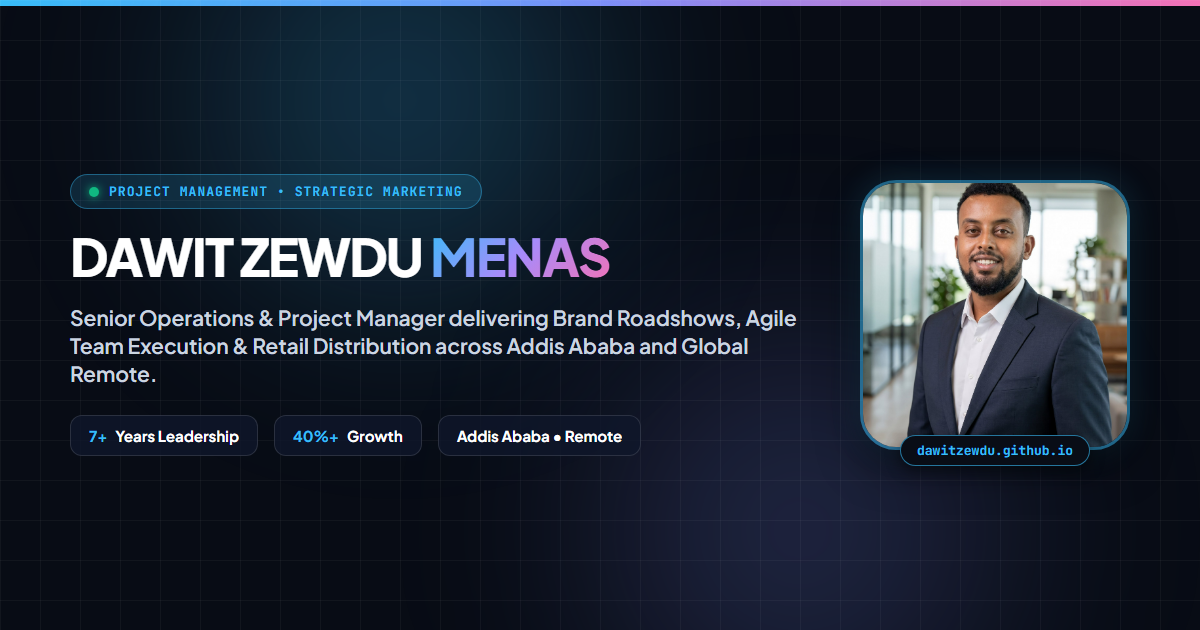 PROJECT MANAGEMENT • STRATEGIC MARKETING
DAWIT ZEWDU MENAS
Senior Operations & Project Manager delivering Brand Roadshows, Agile
Team Execution & Retail Distribution across Addis Ababa and Global
Remote.
7+ Years Leadership
40%+ Growth
Addis Ababa • Remote
dawitzewdu.github.io